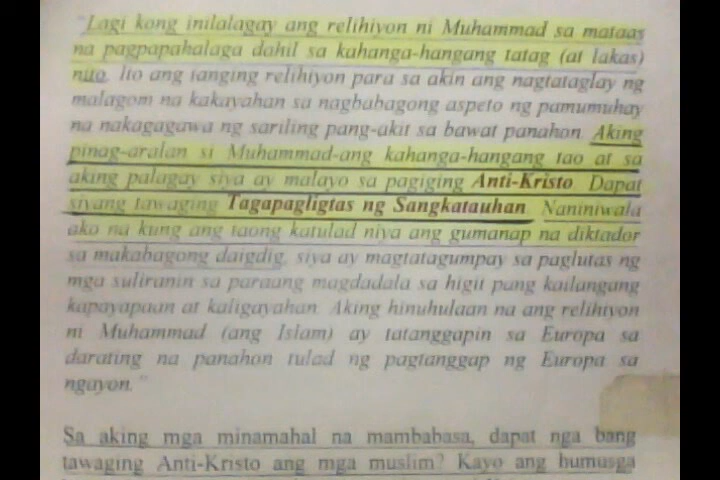 "Lagi kong inilalagay ang relihiyon ni Muhammad sa mataas
na pagpapahalaga dahil sa kahanga-hangang tatag (at lakas)
nito. Ito ang tanging relihiyon para sa akin ang nagtataglay ng
malagom na kakayahan sa nagbabagong aspeto ng pamumuhay
na nakagagawa ng sariling pang-akit sa bawat panahon. Aking
pinag-aralan si Muhammad-ang kahanga-hangang tao at sa
aking palagay siya ay malayo sa pagiging Anti-Kristo. Dapat
siyang tawaging Tagapagligtas ng Sangkatauhan. Naniniwala
ako na kung ang taong katulad niya ang gumanap na diktador
sa makabagong daigdig, siya ay magtatagumpay sa paglutas ng
mga suliranin sa paraang magdadala sa higit pang kailangang
kapayapaan at kaligayahan. Aking hinuhulaan na ang relihiyon
ni Muhammad (ang Islam) ay tatanggapin sa Europa sa
darating na panahon tulad ng pagtanggap ng Europa sa
ngayon."
Sa aking mga minamahal na mambabasa, dapat nga bang
tawaging Anti-Kristo ang mga muslim? Kayo ang humusga